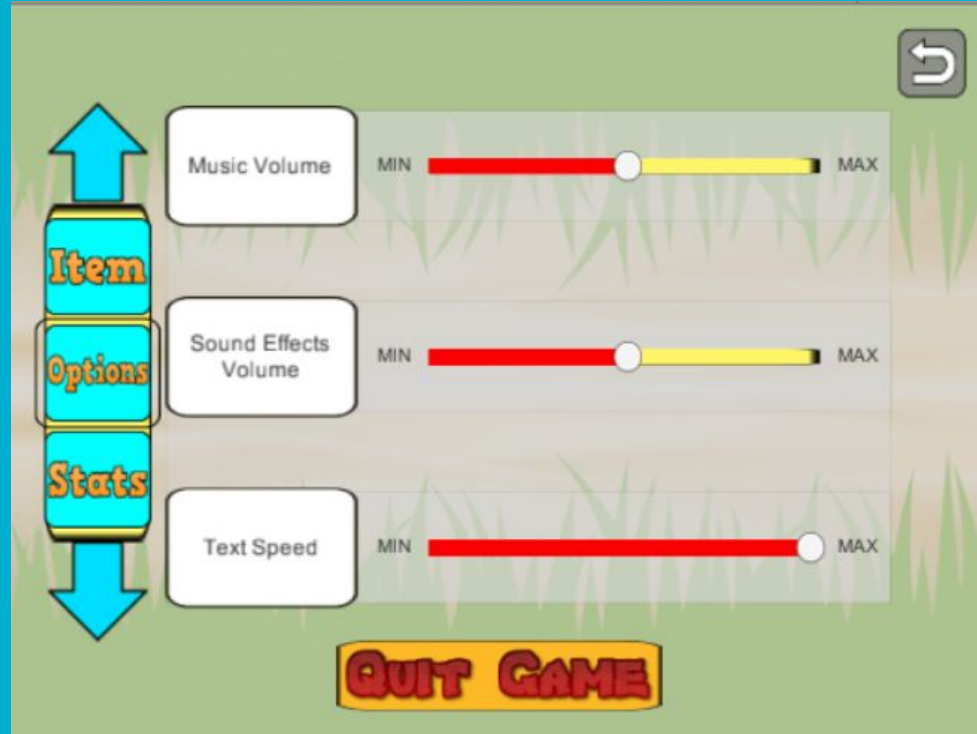 Music Volume
MIN
MAX
Item
Sound Effects
Volume
MIN
MAX
Options
Stats
Text Speed
MIN
MAX
QUIT GAME